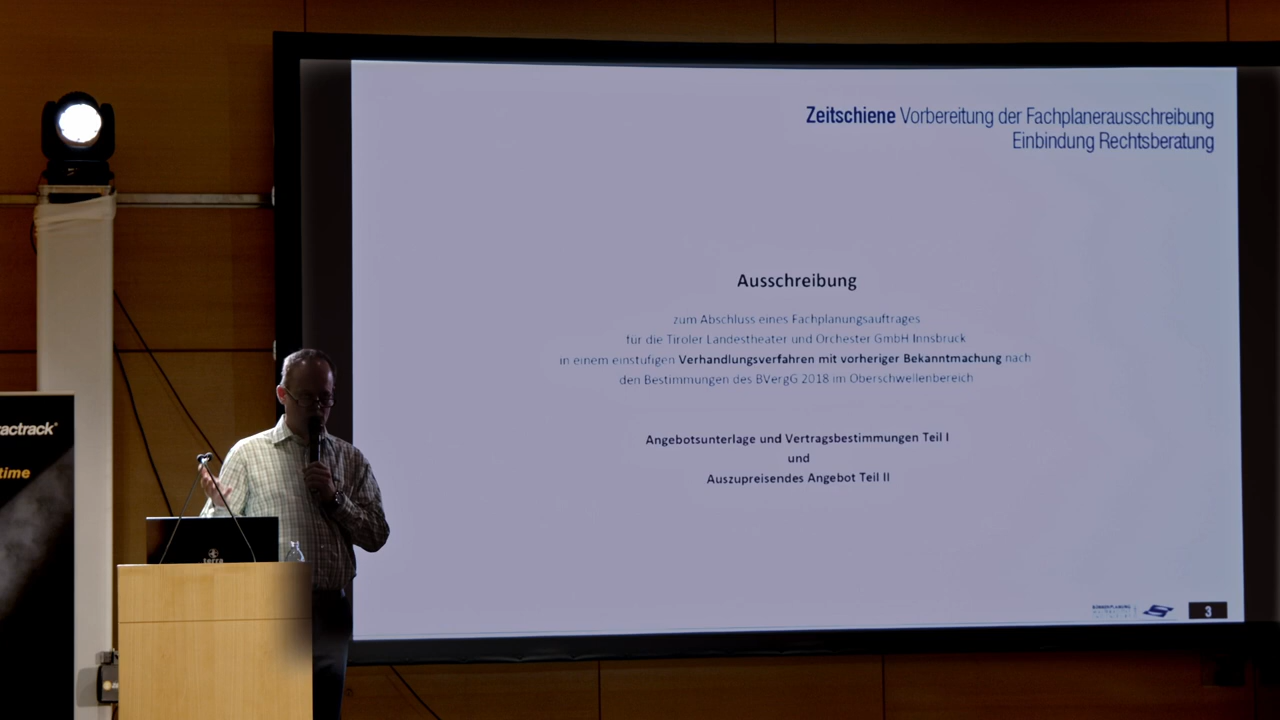 Zeitschiene Vorbereitung der Fachplanerausschreibung
Einbindung Rechtsberatung
Ausschreibung
zum Abschluss eines Fachplanungsauftrages
für die Tiroler Landestheater und Orchester GmbH Innsbruck
in einem einstufigen Verhandlungsverfahren mit vorheriger Bekanntmachung nach
den Bestimmungen des BVergG 2018 im Oberschwellenbereich
Angebotsunterlage und Vertragsbestimmungen Teil I
und
Auszupreisendes Angebot Teil II
3
actrack®
time
terra